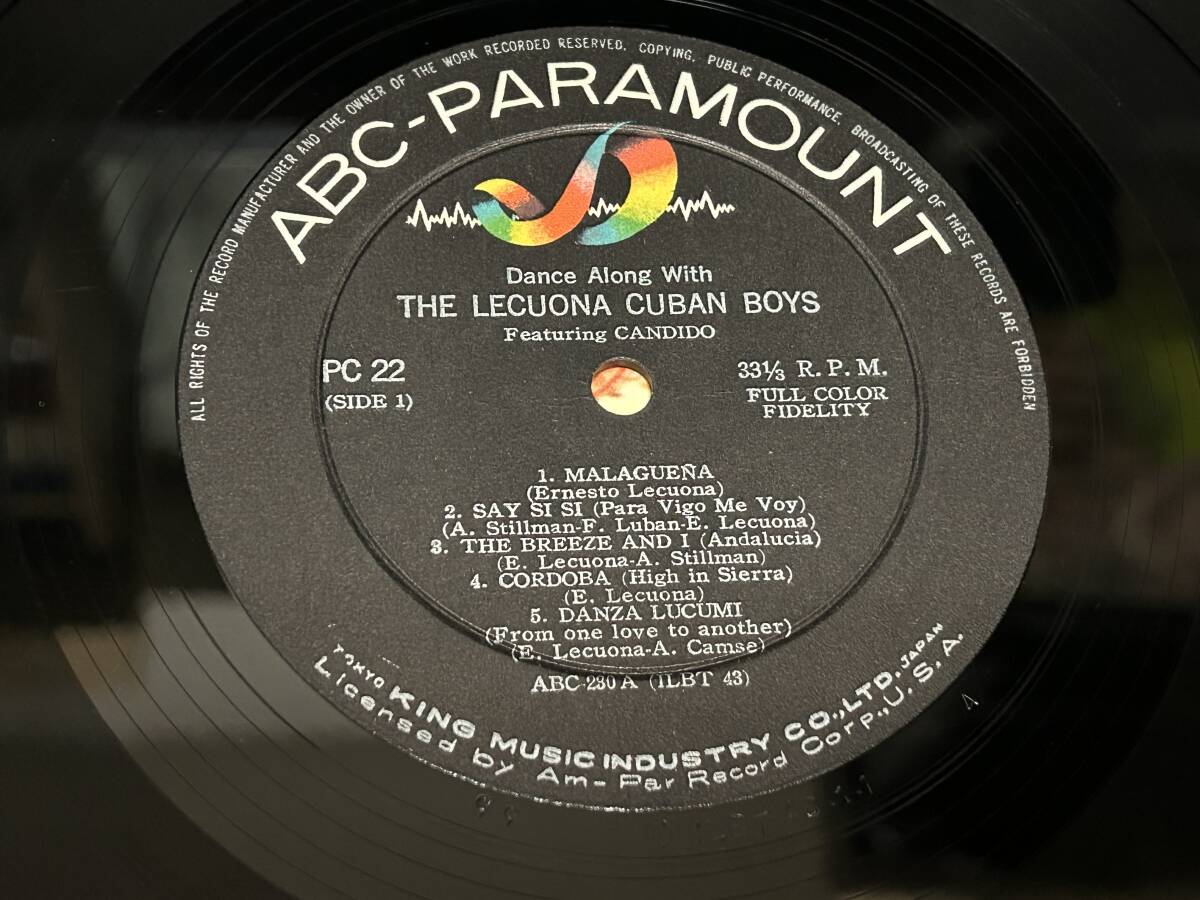 ALL RIGHTS OF THE RECORD MANUFACTURER AND THE OWNER OF THE WORK RECORDED RESERVED. COPYING, PUBLIC PERFORMANCE, BROADCASTING OF THESE RECORDS ARE FORBIDDEN
ABC-PARAMOUNT
Dance Along With
THE LECUONA CUBAN BOYS
Featuring CANDIDO
PC 22
(SIDE 1)
33⅓ R. P. M.
FULL COLOR
FIDELITY
1. MALAGUEÑA
(Ernesto Lecuona)
2. SAY SI SI (Para Vigo Me Voy)
(A. Stillman-F. Luban-E. Lecuona)
3. THE BREEZE AND I (Andalucia)
(E. Lecuona-A. Stillman)
4. CORDOBA (High in Sierra)
(E. Lecuona)
5. DANZA LUCUMI
(From one love to another)
(E. Lecuona-A. Camse)
ABC-230 A (ILBT 43)
TOKYO KING MUSIC INDUSTRY CO., LTD. JAPAN
Licensed by Am-Par Record Corp., U.S.A.